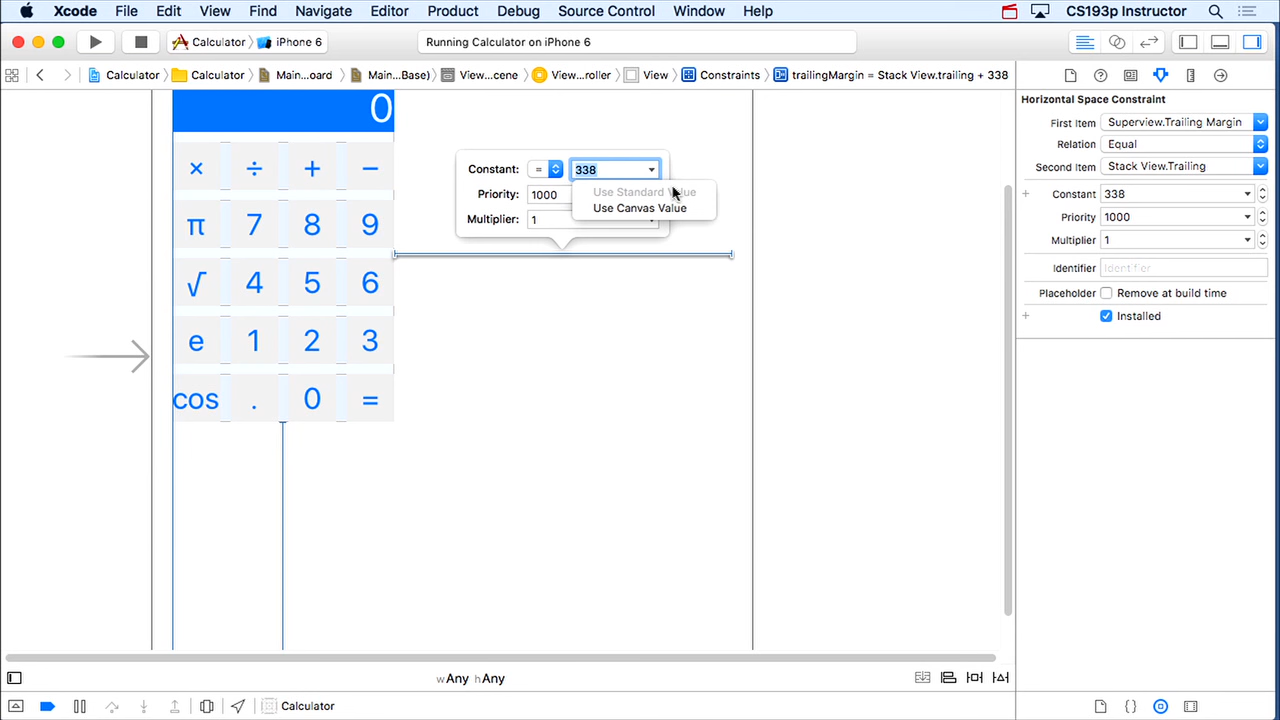 Xcode File Edit View Find Navigate Editor Product Debug Source Control Window Help CS193p Instructor
Calculator iPhone 6 Running Calculator on iPhone 6
Calculator Calculator Main...oard Main...Base) View...cene View...roller View Constraints trailingMargin = Stack View.trailing + 338
0
× ÷ + −
π 7 8 9
√ 4 5 6
e 1 2 3
cos . 0 =
Constant: = 338
Priority: 1000
Multiplier: 1
Use Standard Value
Use Canvas Value
Horizontal Space Constraint
First Item Superview.Trailing Margin
Relation Equal
Second Item Stack View.Trailing
Constant 338
Priority 1000
Multiplier 1
Identifier Identifier
Placeholder Remove at build time
Installed
wAny hAny
Calculator